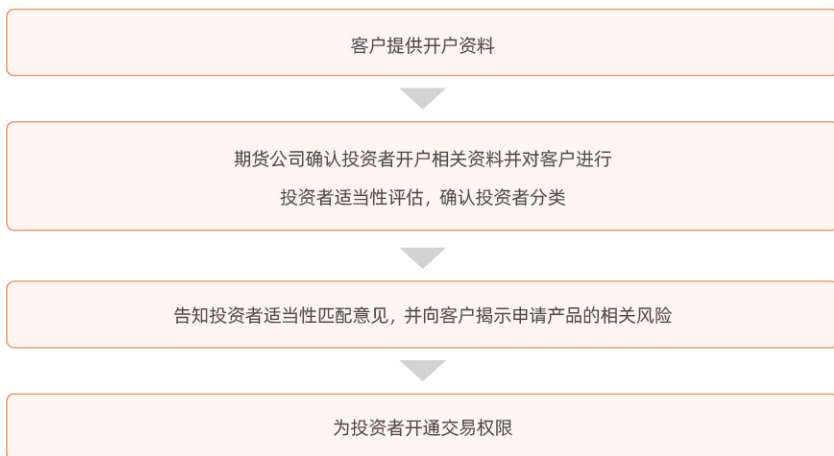 客户提供开户资料
期货公司确认投资者开户相关资料并对客户进行
投资者适当性评估，确认投资者分类
告知投资者适当性匹配意见，并向客户揭示申请产品的相关风险
为投资者开通交易权限